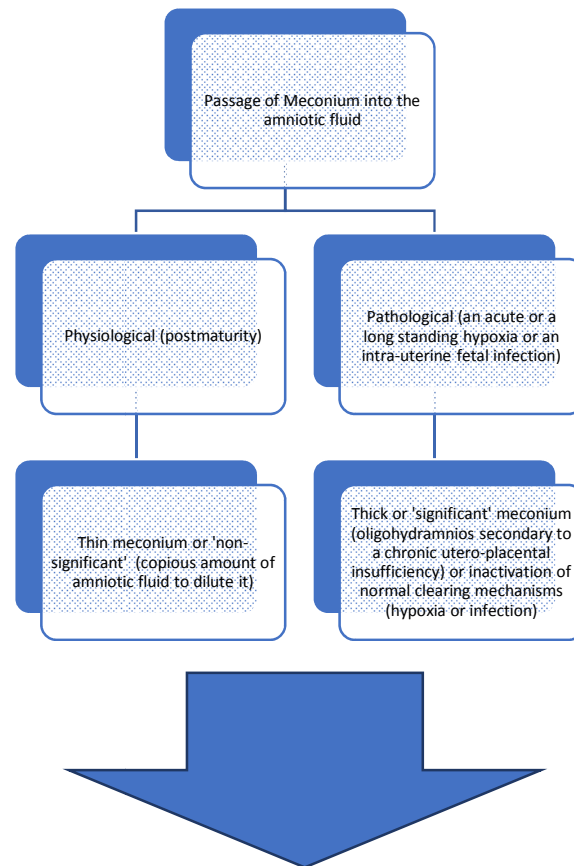 Passage of Meconium into the
amniotic fluid
Physiological (postmaturity)
Pathological (an acute or a
long standing hypoxia or an
intra-uterine fetal infection)
Thin meconium or 'non-
significant' (copious amount of
amniotic fluid to dilute it)
Thick or 'significant' meconium
(oligohydramnios secondary to
a chronic utero-placental
insufficiency) or inactivation of
normal clearing mechanisms
(hypoxia or infection)